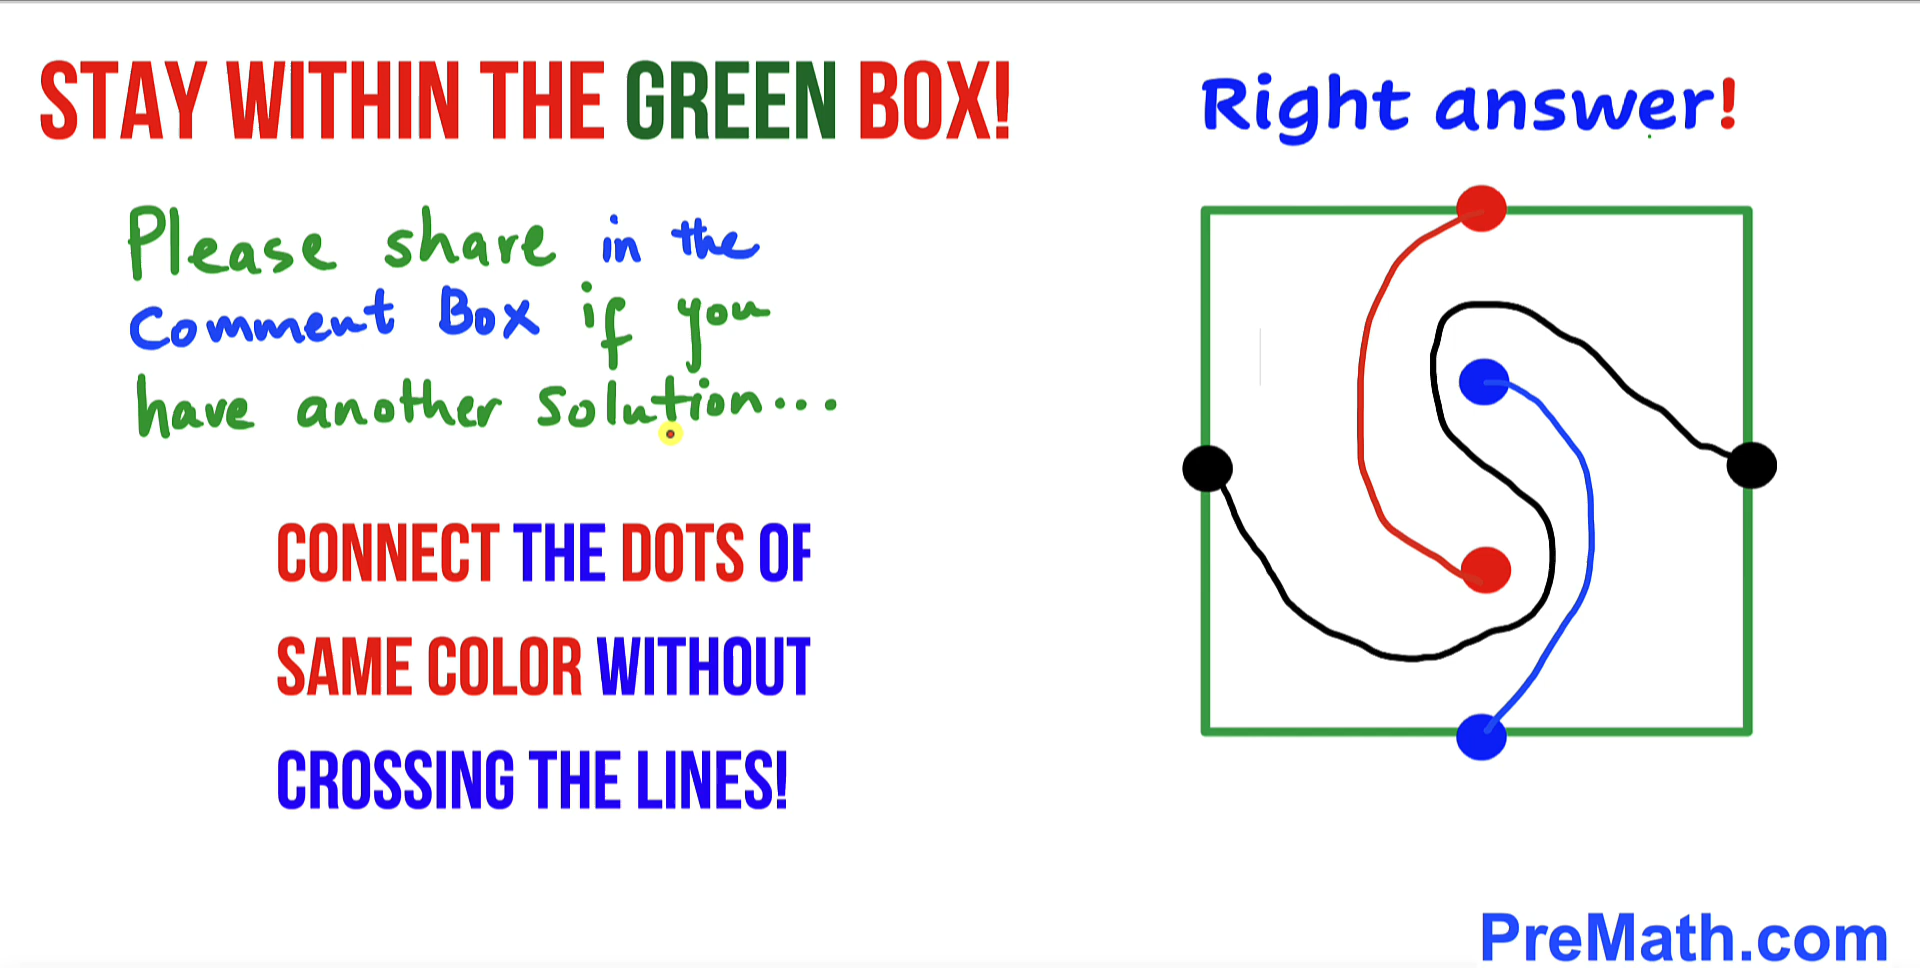 STAY WITHIN THE GREEN BOX!
Right answer!
Please share in the
Comment Box if you
have another solution...
CONNECT THE DOTS OF
SAME COLOR WITHOUT
CROSSING THE LINES!
PreMath.com